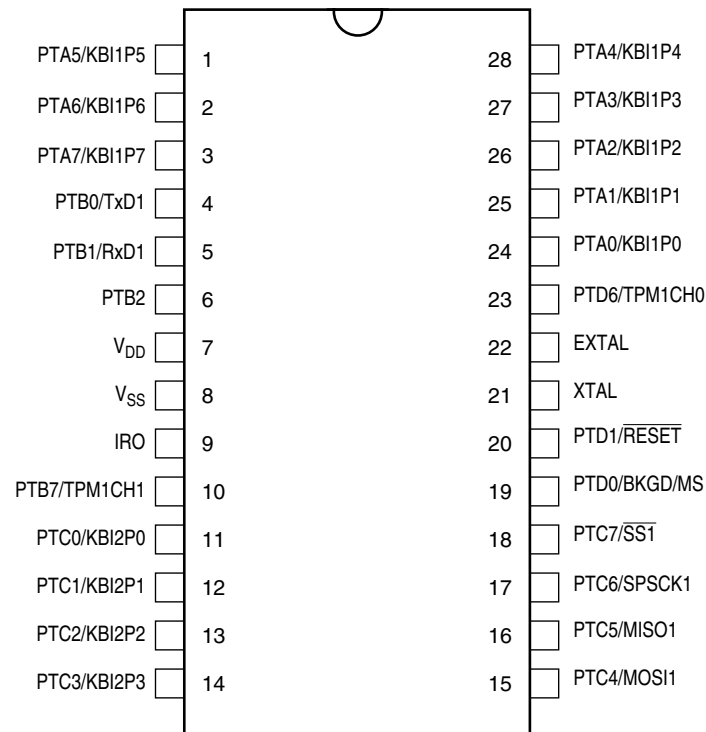 PTA5/KBI1P5 1 28 PTA4/KBI1P4
PTA6/KBI1P6 2 27 PTA3/KBI1P3
PTA7/KBI1P7 3 26 PTA2/KBI1P2
PTB0/TxD1 4 25 PTA1/KBI1P1
PTB1/RxD1 5 24 PTA0/KBI1P0
PTB2 6 23 PTD6/TPM1CH0
VDD 7 22 EXTAL
VSS 8 21 XTAL
IRO 9 20 PTD1/RESET
PTB7/TPM1CH1 10 19 PTD0/BKGD/MS
PTC0/KBI2P0 11 18 PTC7/SS1
PTC1/KBI2P1 12 17 PTC6/SPSCK1
PTC2/KBI2P2 13 16 PTC5/MISO1
PTC3/KBI2P3 14 15 PTC4/MOSI1